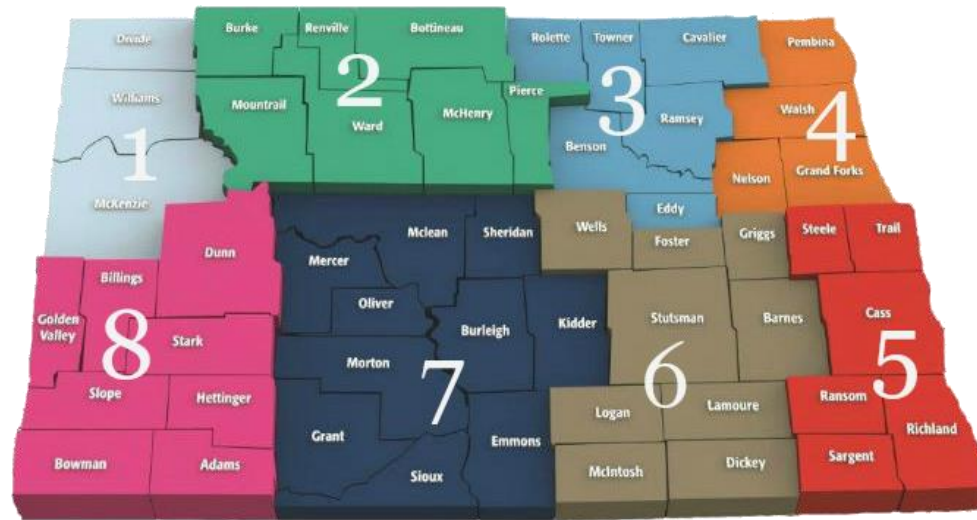 Divide
Burke
Renville
Bottineau
Rolette
Towner
Cavalier
Pembina
Williams
Mountrail
2
Ward
McHenry
Pierce
3
Ramsey
Benson
Walsh
4
1
McKenzie
Nelson
Grand Forks
Eddy
Dunn
Mclean
Sheridan
Wells
Foster
Griggs
Steele
Trail
Mercer
Billings
Oliver
Golden
Valley
8
Stark
Burleigh
Kidder
Stutsman
Barnes
Cass
Morton
7
6
5
Slope
Hettinger
Logan
Lamoure
Ransom
Richland
Grant
Emmons
Bowman
Adams
Sioux
McIntosh
Dickey
Sargent